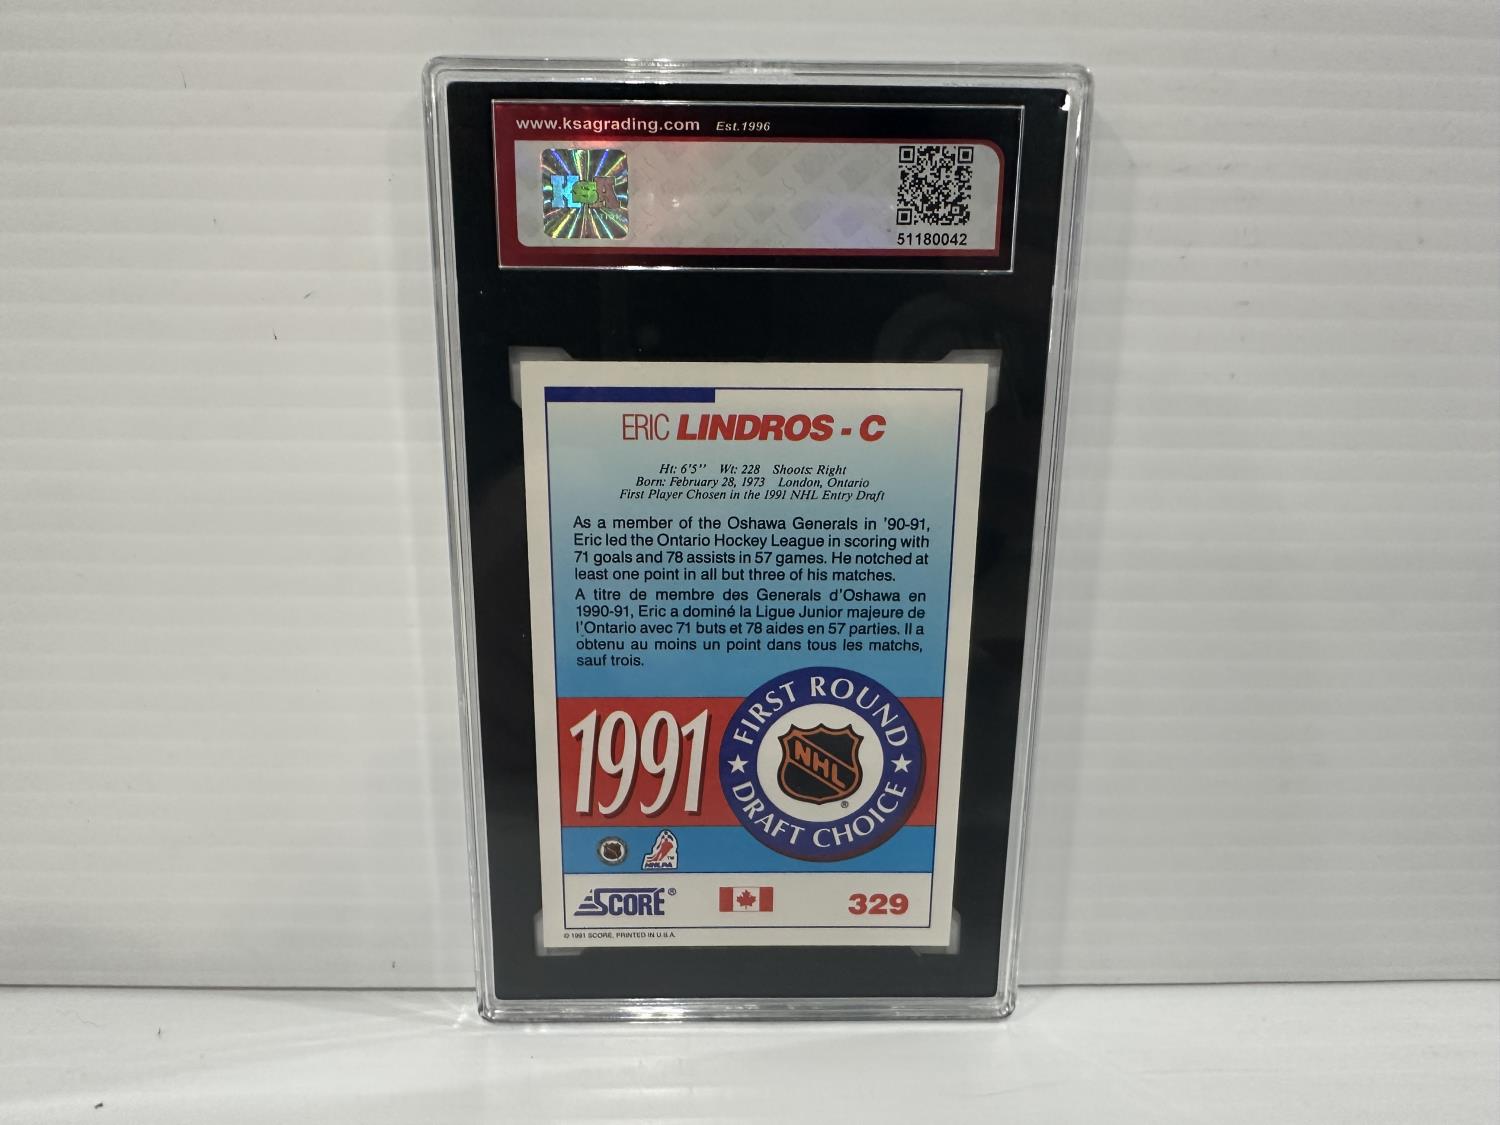 www.ksagrading.com Est.1996
KSA
51180042
ERIC LINDROS - C
Ht: 6'5'' Wt: 228 Shoots: Right
Born: February 28, 1973 London, Ontario
First Player Chosen in the 1991 NHL Entry Draft
As a member of the Oshawa Generals in '90-91,
Eric led the Ontario Hockey League in scoring with
71 goals and 78 assists in 57 games. He notched at
least one point in all but three of his matches.
A titre de membre des Generals d'Oshawa en
1990-91, Eric a dominé la Ligue Junior majeure de
l'Ontario avec 71 buts et 78 aides en 57 parties. Il a
obtenu au moins un point dans tous les matchs,
sauf trois.
1991
FIRST ROUND
NHL ®
DRAFT CHOICE
NHLPA ™
SCORE ®
329
© 1991 SCORE, PRINTED IN U.S.A.